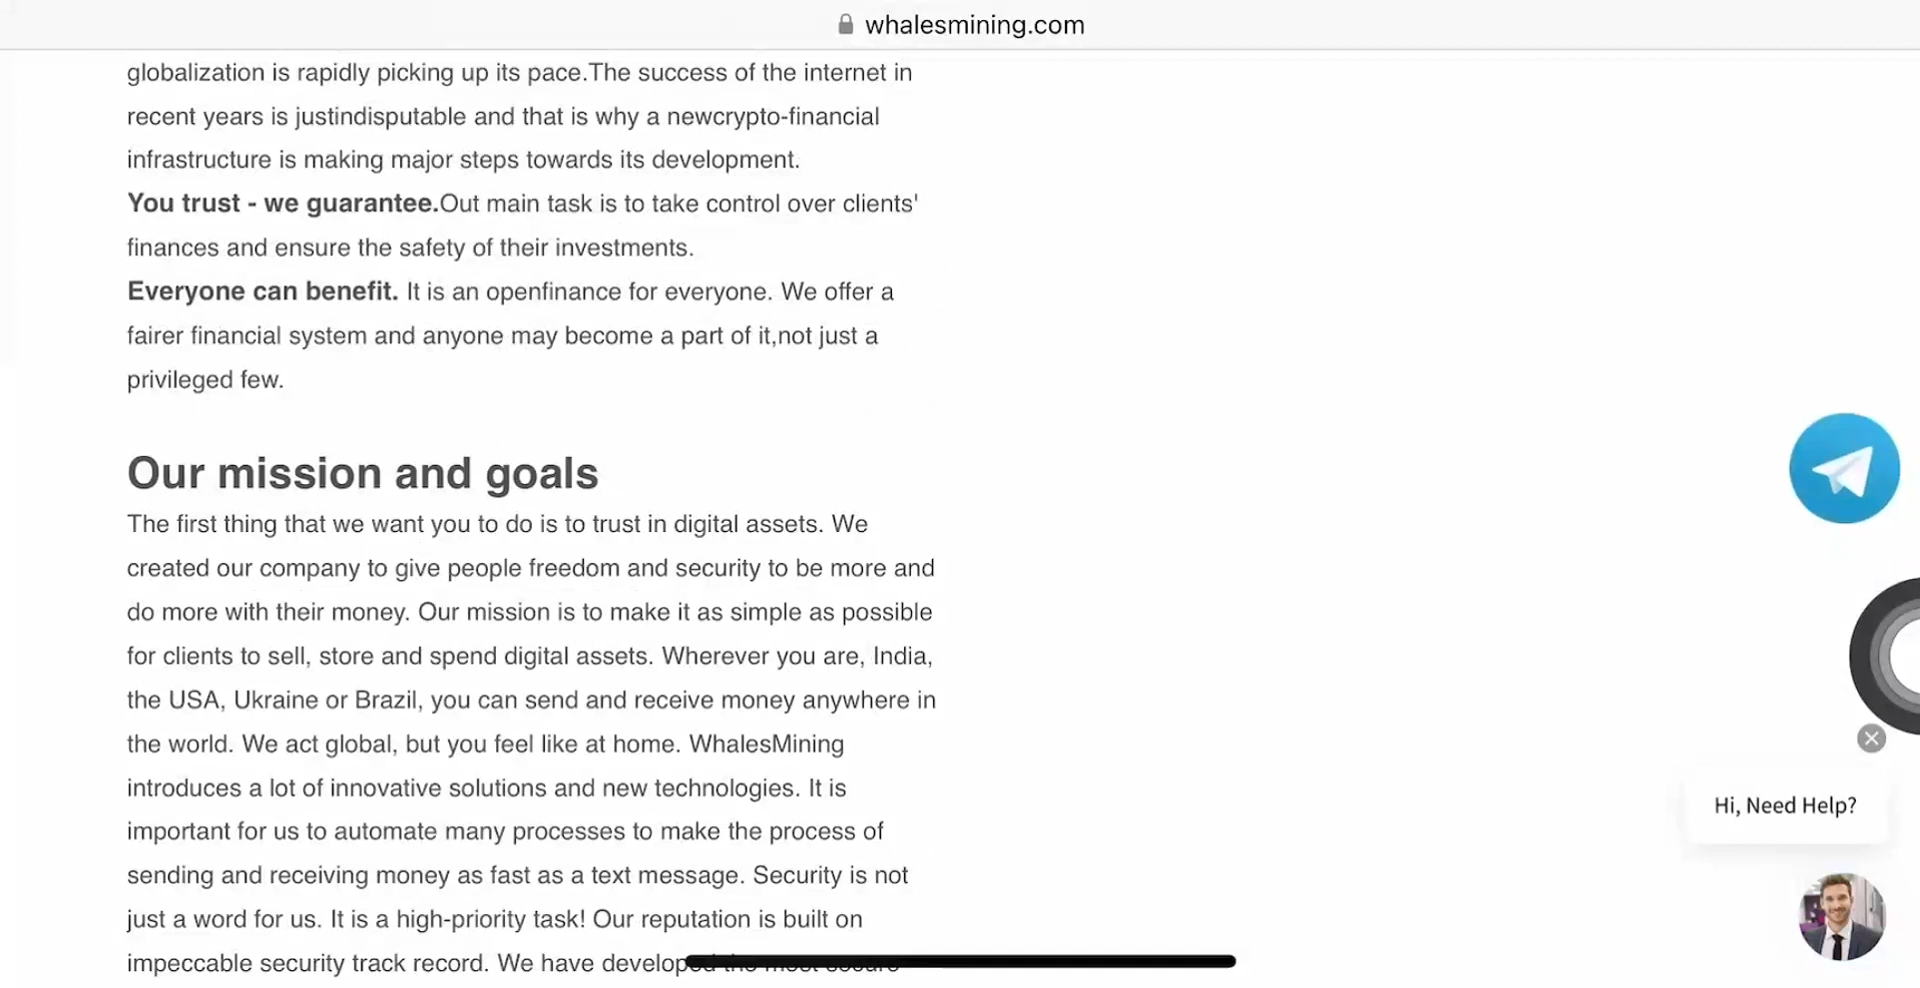 whalesmining.com
globalization is rapidly picking up its pace.The success of the internet in
recent years is justindisputable and that is why a newcrypto-financial
infrastructure is making major steps towards its development.
You trust - we guarantee.Out main task is to take control over clients'
finances and ensure the safety of their investments.
Everyone can benefit. It is an openfinance for everyone. We offer a
fairer financial system and anyone may become a part of it,not just a
privileged few.
Our mission and goals
The first thing that we want you to do is to trust in digital assets. We
created our company to give people freedom and security to be more and
do more with their money. Our mission is to make it as simple as possible
for clients to sell, store and spend digital assets. Wherever you are, India,
the USA, Ukraine or Brazil, you can send and receive money anywhere in
the world. We act global, but you feel like at home. WhalesMining
introduces a lot of innovative solutions and new technologies. It is
important for us to automate many processes to make the process of
sending and receiving money as fast as a text message. Security is not
just a word for us. It is a high-priority task! Our reputation is built on
impeccable security track record. We have developed the most secure
Hi, Need Help?